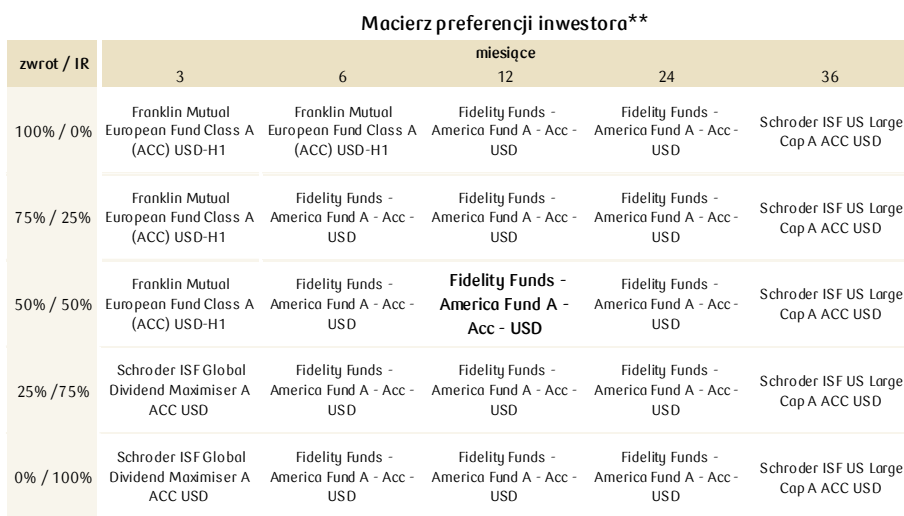 Macierz preferencji inwestora**
zwrot / IR
miesiące
3 6 12 24 36
100% / 0%
Franklin Mutual
European Fund Class A
(ACC) USD-H1
Franklin Mutual
European Fund Class A
(ACC) USD-H1
Fidelity Funds -
America Fund A - Acc -
USD
Fidelity Funds -
America Fund A - Acc -
USD
Schroder ISF US Large
Cap A ACC USD
75% / 25%
Franklin Mutual
European Fund Class A
(ACC) USD-H1
Fidelity Funds -
America Fund A - Acc -
USD
Fidelity Funds -
America Fund A - Acc -
USD
Fidelity Funds -
America Fund A - Acc -
USD
Schroder ISF US Large
Cap A ACC USD
50% / 50%
Franklin Mutual
European Fund Class A
(ACC) USD-H1
Fidelity Funds -
America Fund A - Acc -
USD
Fidelity Funds -
America Fund A -
Acc - USD
Fidelity Funds -
America Fund A - Acc -
USD
Schroder ISF US Large
Cap A ACC USD
25% /75%
Schroder ISF Global
Dividend Maximiser A
ACC USD
Fidelity Funds -
America Fund A - Acc -
USD
Fidelity Funds -
America Fund A - Acc -
USD
Fidelity Funds -
America Fund A - Acc -
USD
Schroder ISF US Large
Cap A ACC USD
0% / 100%
Schroder ISF Global
Dividend Maximiser A
ACC USD
Fidelity Funds -
America Fund A - Acc -
USD
Fidelity Funds -
America Fund A - Acc -
USD
Fidelity Funds -
America Fund A - Acc -
USD
Schroder ISF US Large
Cap A ACC USD